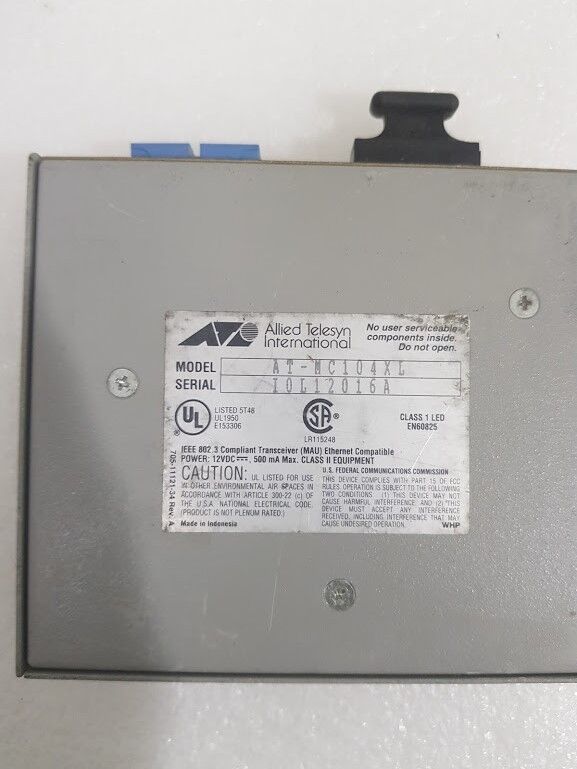 Allied Telesyn
International
No user serviceable
components inside.
Do not open.
MODEL AT-MC104XL
SERIAL I0L12016A
UL
LISTED 5T48
UL1950
E153306
SA
LR115248
CLASS 1 LED
EN60825
IEEE 802.3 Compliant Transceiver (MAU) Ethernet Compatible
POWER: 12VDC⎓, 500 mA Max. CLASS II EQUIPMENT
CAUTION: UL LISTED FOR USE
IN OTHER ENVIRONMENTAL AIR SPACES IN
ACCORDANCE WITH ARTICLE 300-22 (c) OF
THE U.S.A. NATIONAL ELECTRICAL CODE
(PRODUCT IS NOT PLENUM RATED.)
Made in Indonesia
U.S. FEDERAL COMMUNICATIONS COMMISSION
THIS DEVICE COMPLIES WITH PART 15 OF FCC
RULES OPERATION IS SUBJECT TO THE FOLLOWING
TWO CONDITIONS: (1) THIS DEVICE MAY NOT
CAUSE HARMFUL INTERFERENCE AND (2) THIS
DEVICE MUST ACCEPT ANY INTERFERENCE
RECEIVED, INCLUDING INTERFERENCE THAT MAY
CAUSE UNDESIRED OPERATION.
WHP
705-11121-34 Rev. A